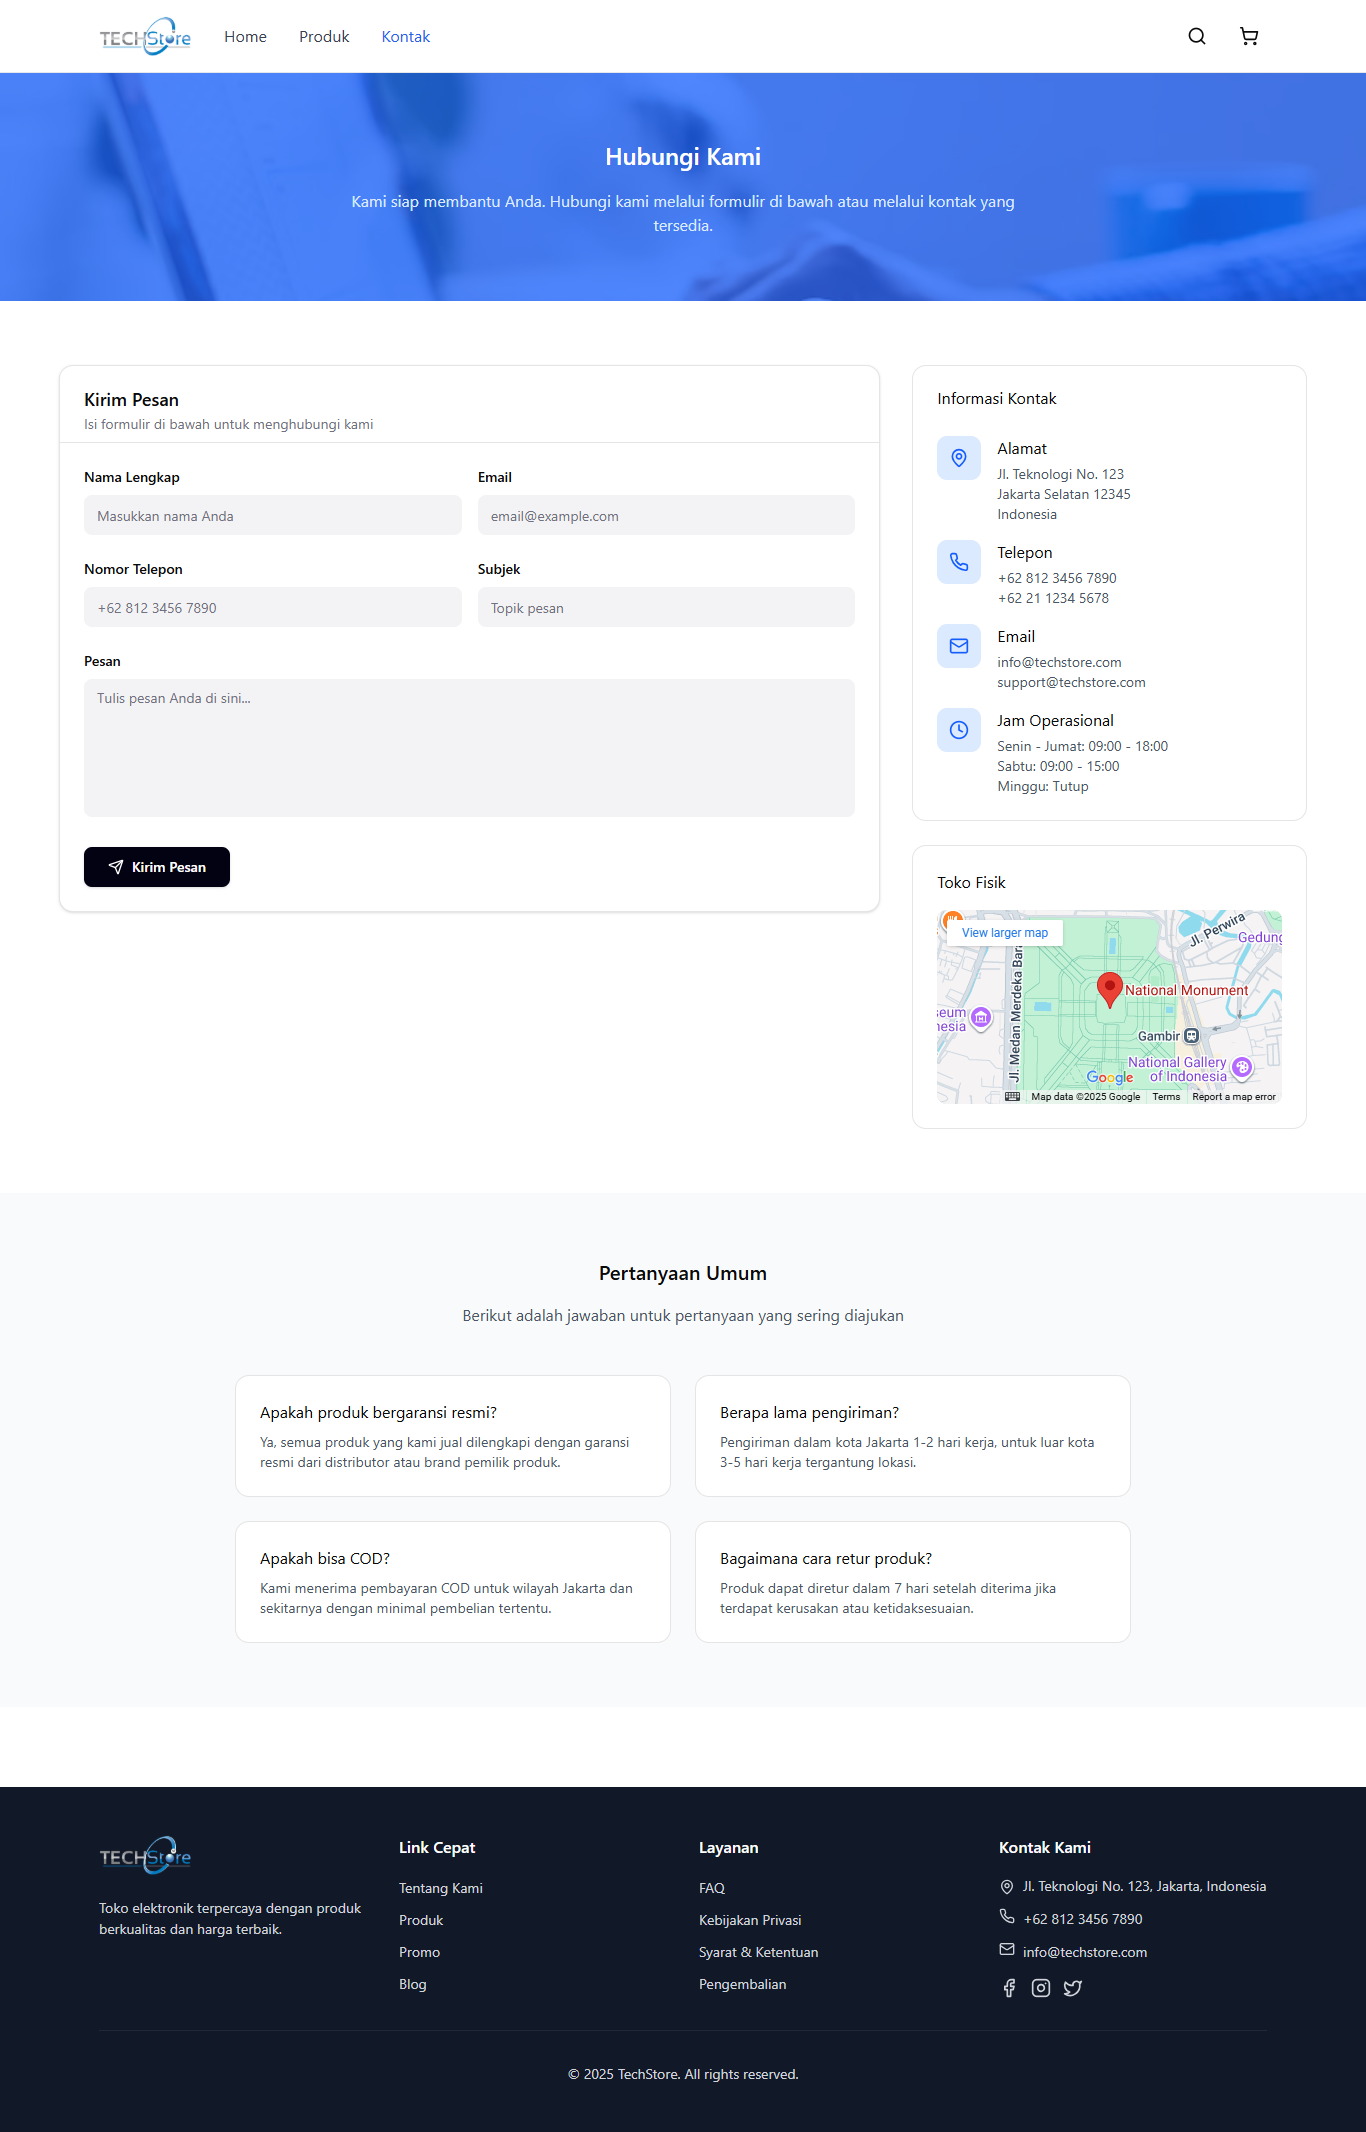 TECHStore
Home
Produk
Kontak
Hubungi Kami
Kami siap membantu Anda. Hubungi kami melalui formulir di bawah atau melalui kontak yang
tersedia.
Kirim Pesan
Isi formulir di bawah untuk menghubungi kami
Nama Lengkap
Email
Masukkan nama Anda
email@example.com
Nomor Telepon
Subjek
+62 812 3456 7890
Topik pesan
Pesan
Tulis pesan Anda di sini...
Kirim Pesan
Informasi Kontak
Alamat
Jl. Teknologi No. 123
Jakarta Selatan 12345
Indonesia
Telepon
+62 812 3456 7890
+62 21 1234 5678
Email
info@techstore.com
support@techstore.com
Jam Operasional
Senin - Jumat: 09:00 - 18:00
Sabtu: 09:00 - 15:00
Minggu: Tutup
Toko Fisik
View larger map
Jl. Perwira
Gedung
Jl. Medan Merdeka Bara
National Monument
seum
nesia
Gambir
National Gallery
of Indonesia
Google
Map data ©2025 Google
Terms
Report a map error
Pertanyaan Umum
Berikut adalah jawaban untuk pertanyaan yang sering diajukan
Apakah produk bergaransi resmi?
Ya, semua produk yang kami jual dilengkapi dengan garansi
resmi dari distributor atau brand pemilik produk.
Berapa lama pengiriman?
Pengiriman dalam kota Jakarta 1-2 hari kerja, untuk luar kota
3-5 hari kerja tergantung lokasi.
Apakah bisa COD?
Kami menerima pembayaran COD untuk wilayah Jakarta dan
sekitarnya dengan minimal pembelian tertentu.
Bagaimana cara retur produk?
Produk dapat diretur dalam 7 hari setelah diterima jika
terdapat kerusakan atau ketidaksesuaian.
TECHStore
Toko elektronik terpercaya dengan produk
berkualitas dan harga terbaik.
Link Cepat
Tentang Kami
Produk
Promo
Blog
Layanan
FAQ
Kebijakan Privasi
Syarat & Ketentuan
Pengembalian
Kontak Kami
Jl. Teknologi No. 123, Jakarta, Indonesia
+62 812 3456 7890
info@techstore.com
© 2025 TechStore. All rights reserved.